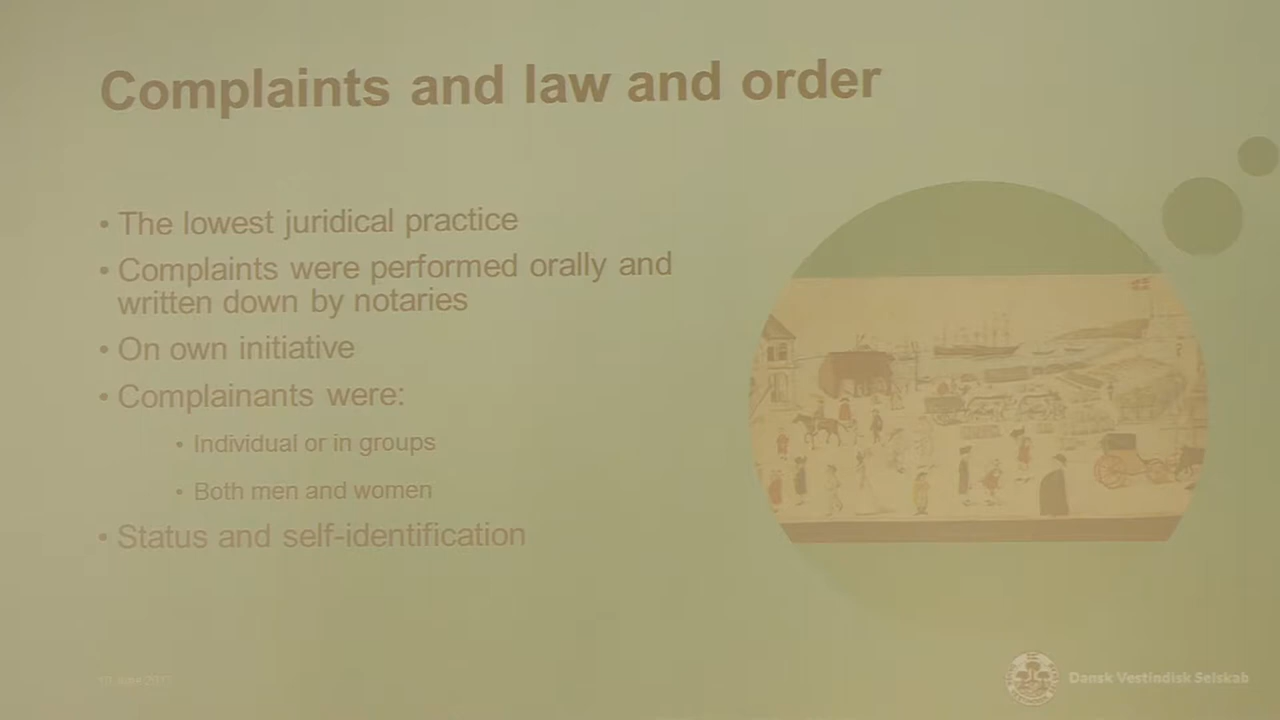 Complaints and law and order
• The lowest juridical practice
• Complaints were performed orally and
written down by notaries
• On own initiative
• Complainants were:
• Individual or in groups
• Both men and women
• Status and self-identification
Dansk Vestindisk Selskab